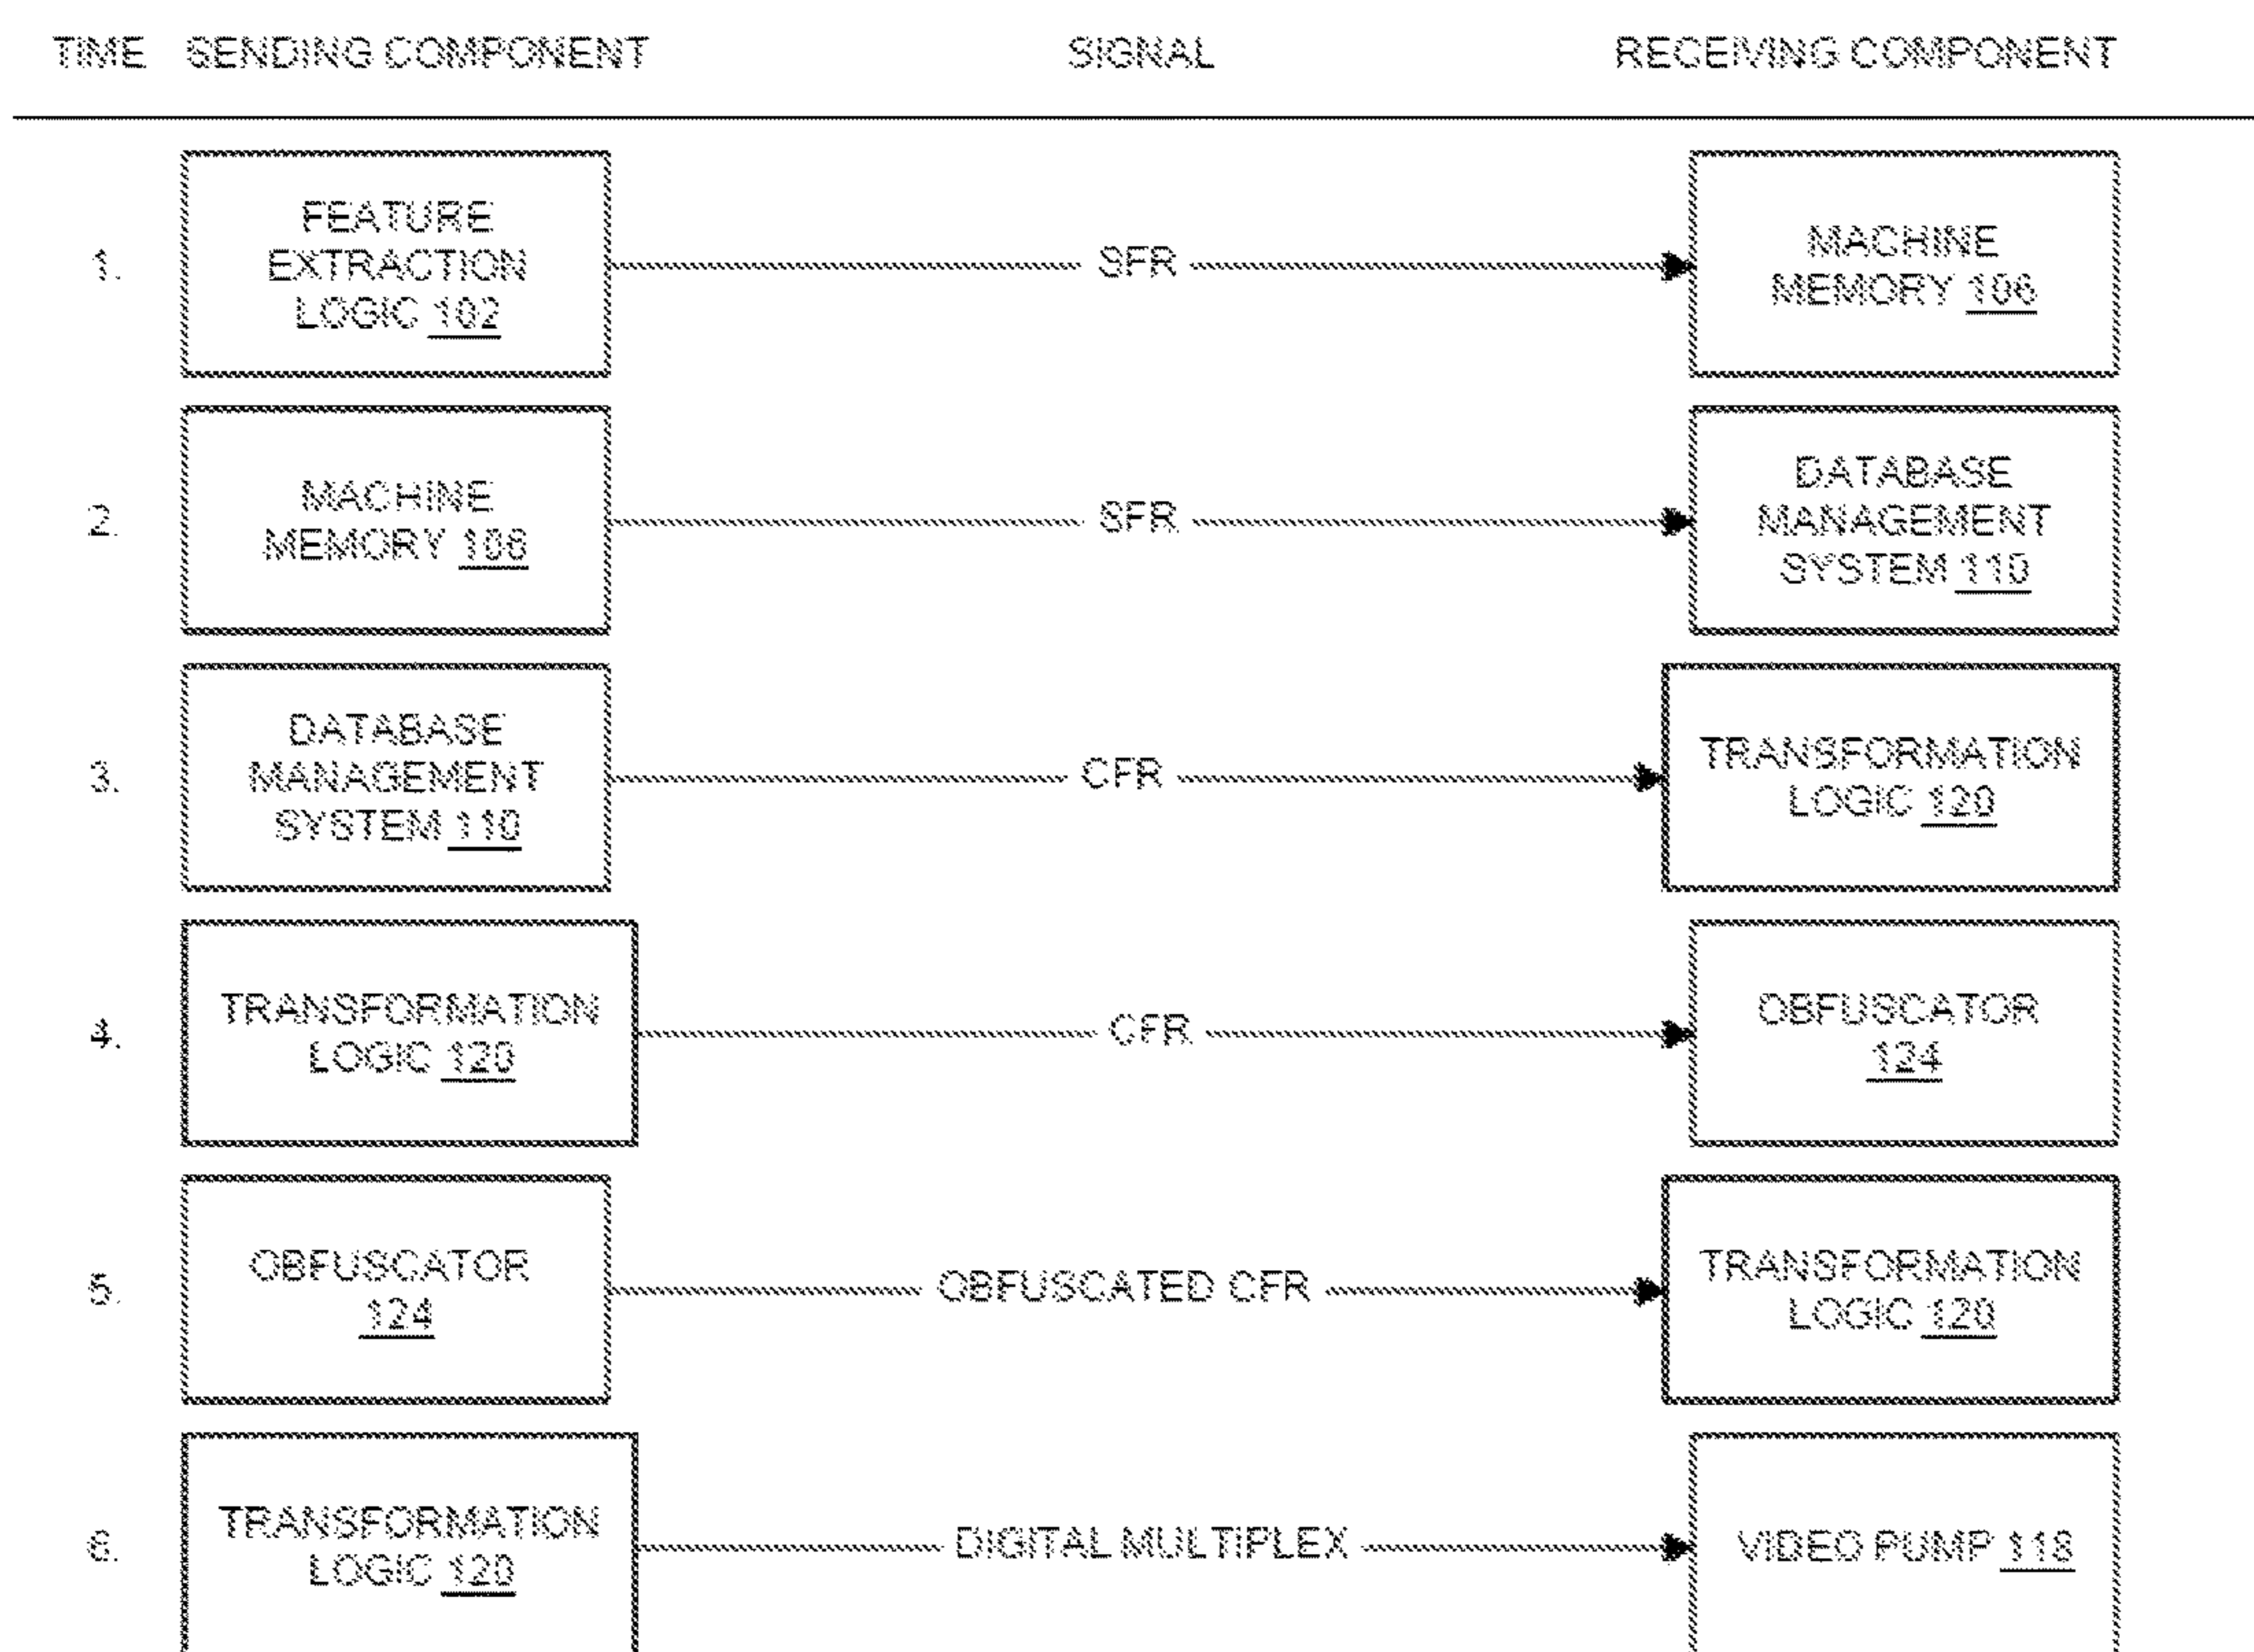 TIME SENDING COMPONENT SIGNAL RECEIVING COMPONENT
1.
FEATURE
EXTRACTION
LOGIC 102
SFR
MACHINE
MEMORY 106
2.
MACHINE
MEMORY 106
SFR
DATABASE
MANAGEMENT
SYSTEM 110
3.
DATABASE
MANAGEMENT
SYSTEM 110
CFR
TRANSFORMATION
LOGIC 120
4.
TRANSFORMATION
LOGIC 120
CFR
OBFUSCATOR
124
5.
OBFUSCATOR
124
OBFUSCATED CFR
TRANSFORMATION
LOGIC 120
6.
TRANSFORMATION
LOGIC 120
DIGITAL MULTIPLEX
VIDEO PUMP 118